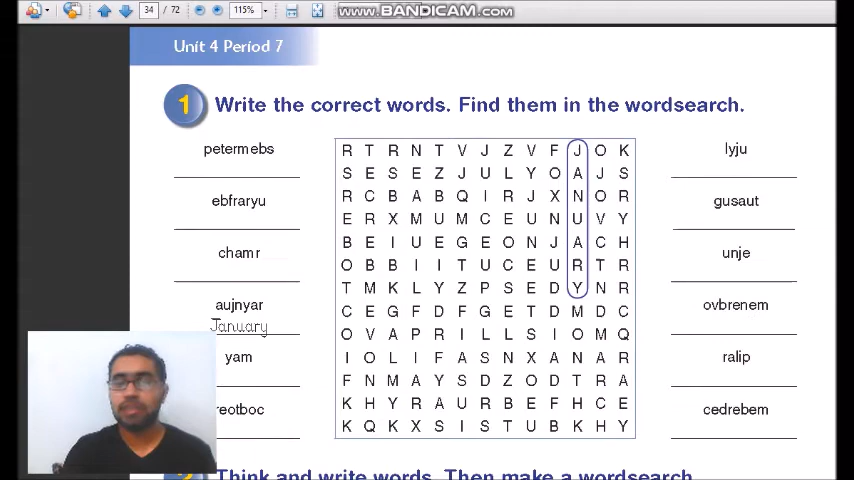 34 / 72 115% www.BANDICAM.com
Unit 4 Period 7
1 Write the correct words. Find them in the wordsearch.
petermebs
ebfraryu
chamr
aujnyar
January
yam
reotboc
R T R N T V J Z V F J O K
S E S E Z J U L Y O A J S
R C B A B Q I R J X N O R
E R X M U M C E U N U V Y
B E I U E G E O N J A C H
O B B I I T U C E U R T R
T M K L Y Z P S E D Y N R
C E G F D F G E T D M D C
O V A P R I L L S I O M Q
I O L I F A S N X A N A R
F N M A Y S D Z O D T R A
K H Y R A U R B E F H C E
K Q K X S I S T U B K H Y
lyju
gusaut
unje
ovbrenem
ralip
cedrebem
Think and write words. Then make a wordsearch.